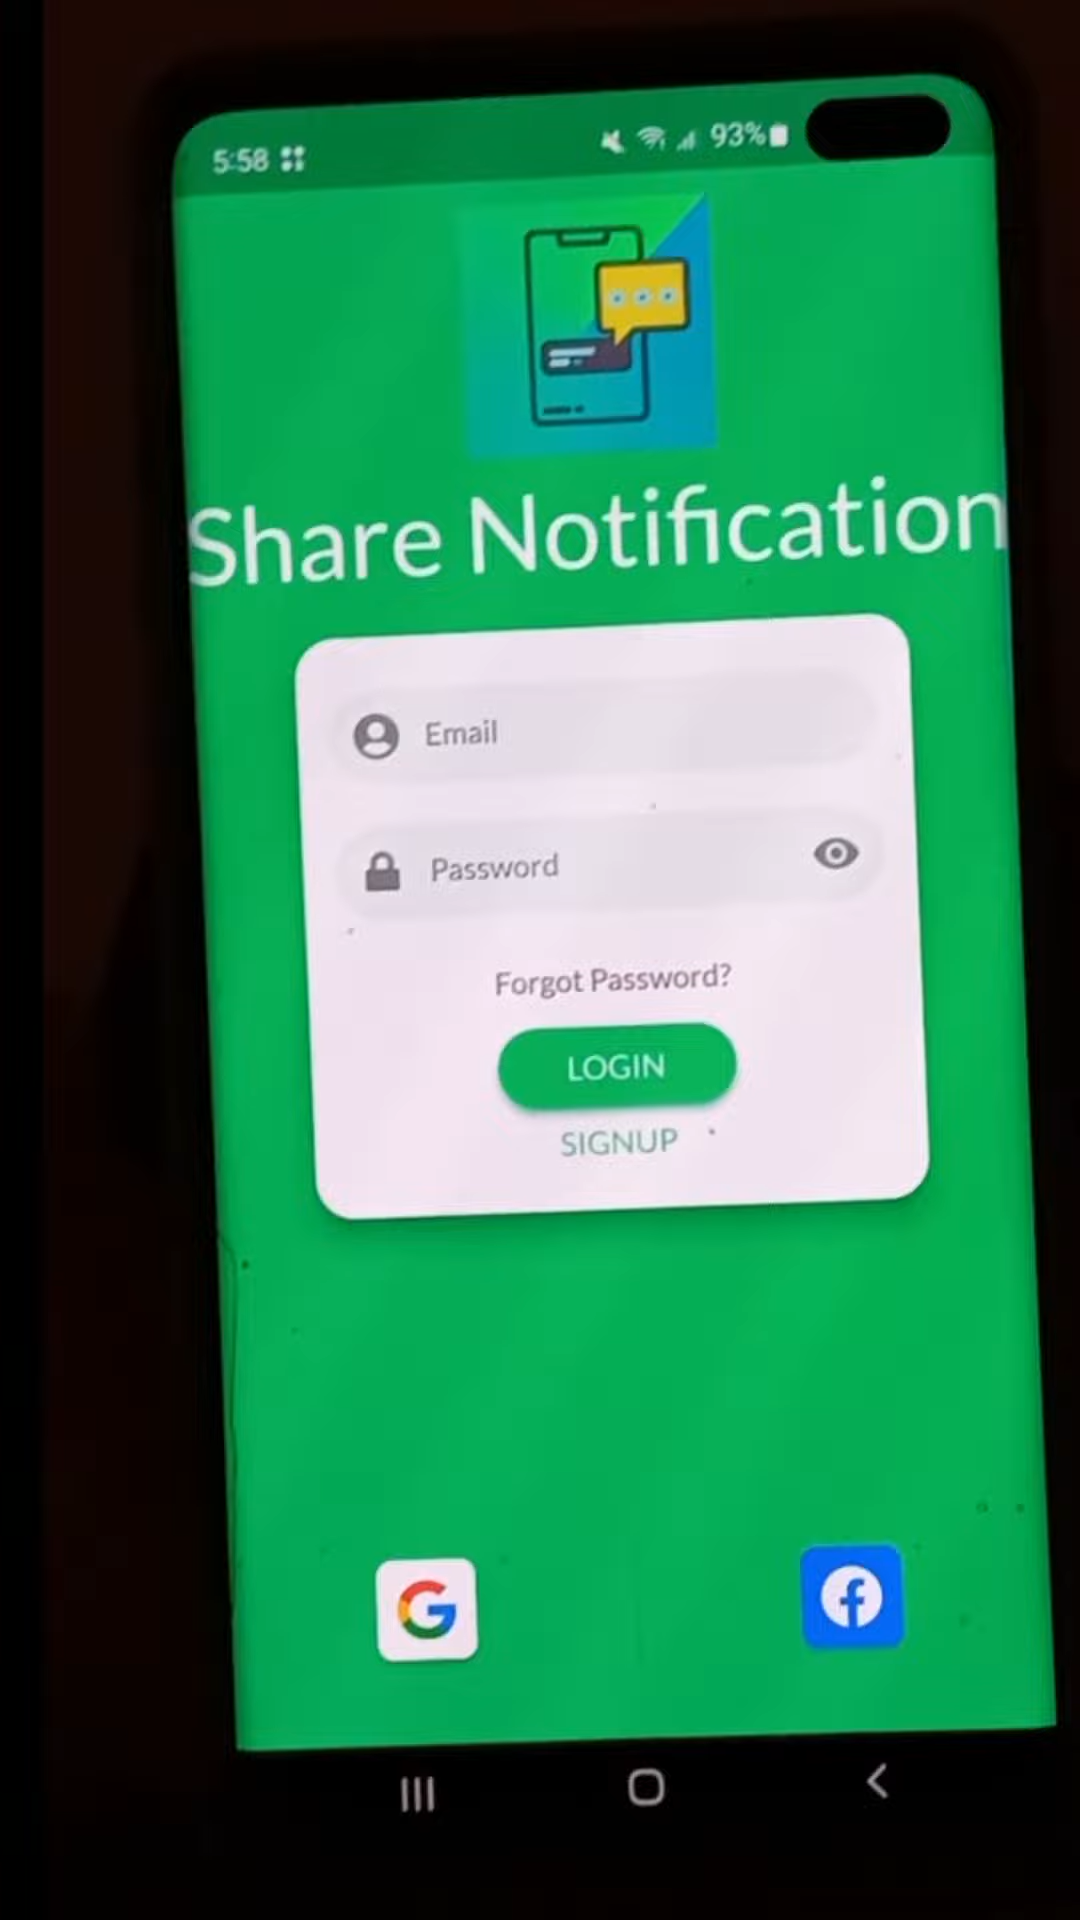 5:58 93%
Share Notification
Email
Password
Forgot Password?
LOGIN
SIGNUP